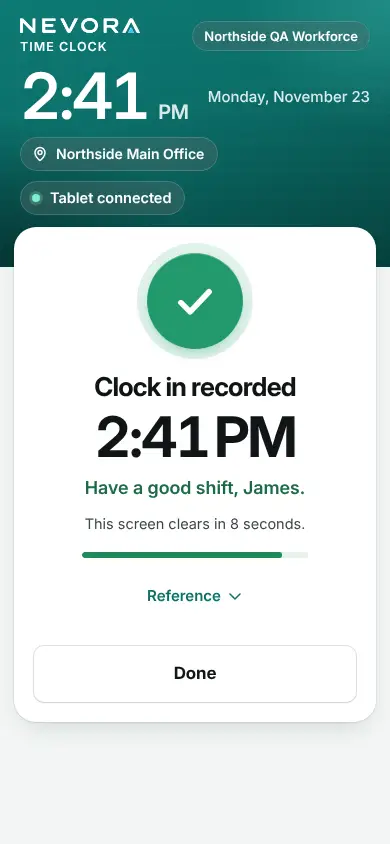 NEVORA
TIME CLOCK
Northside QA Workforce
2:41 PM
Monday, November 23
Northside Main Office
Tablet connected
Clock in recorded
2:41 PM
Have a good shift, James.
This screen clears in 8 seconds.
Reference
Done